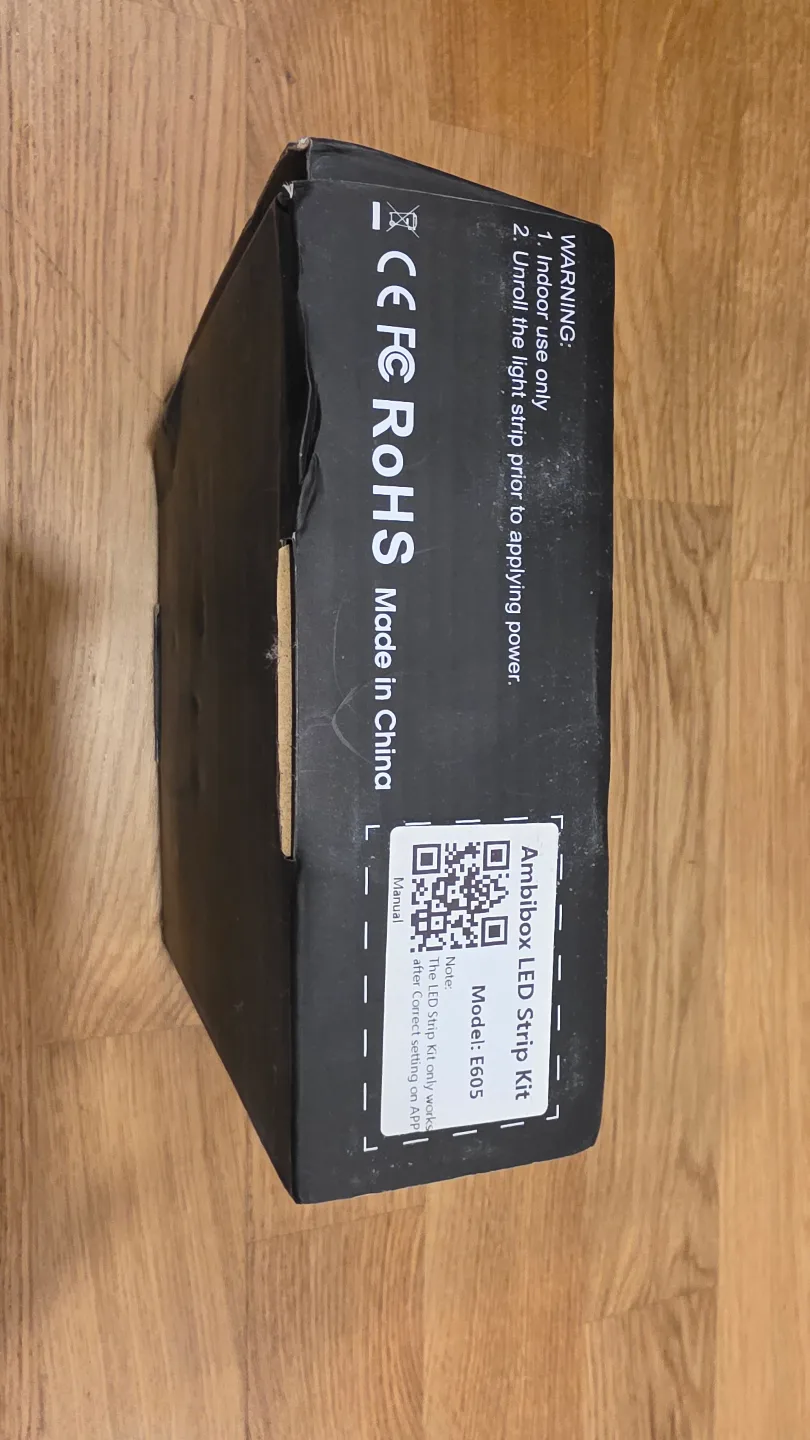 WARNING:
1. Indoor use only
2. Unroll the light strip prior to applying power.
CE FC RoHS Made in China
Ambibox LED Strip Kit
Model: E605
Note:
The LED Strip Kit only works
after Correct setting on APP
Manual